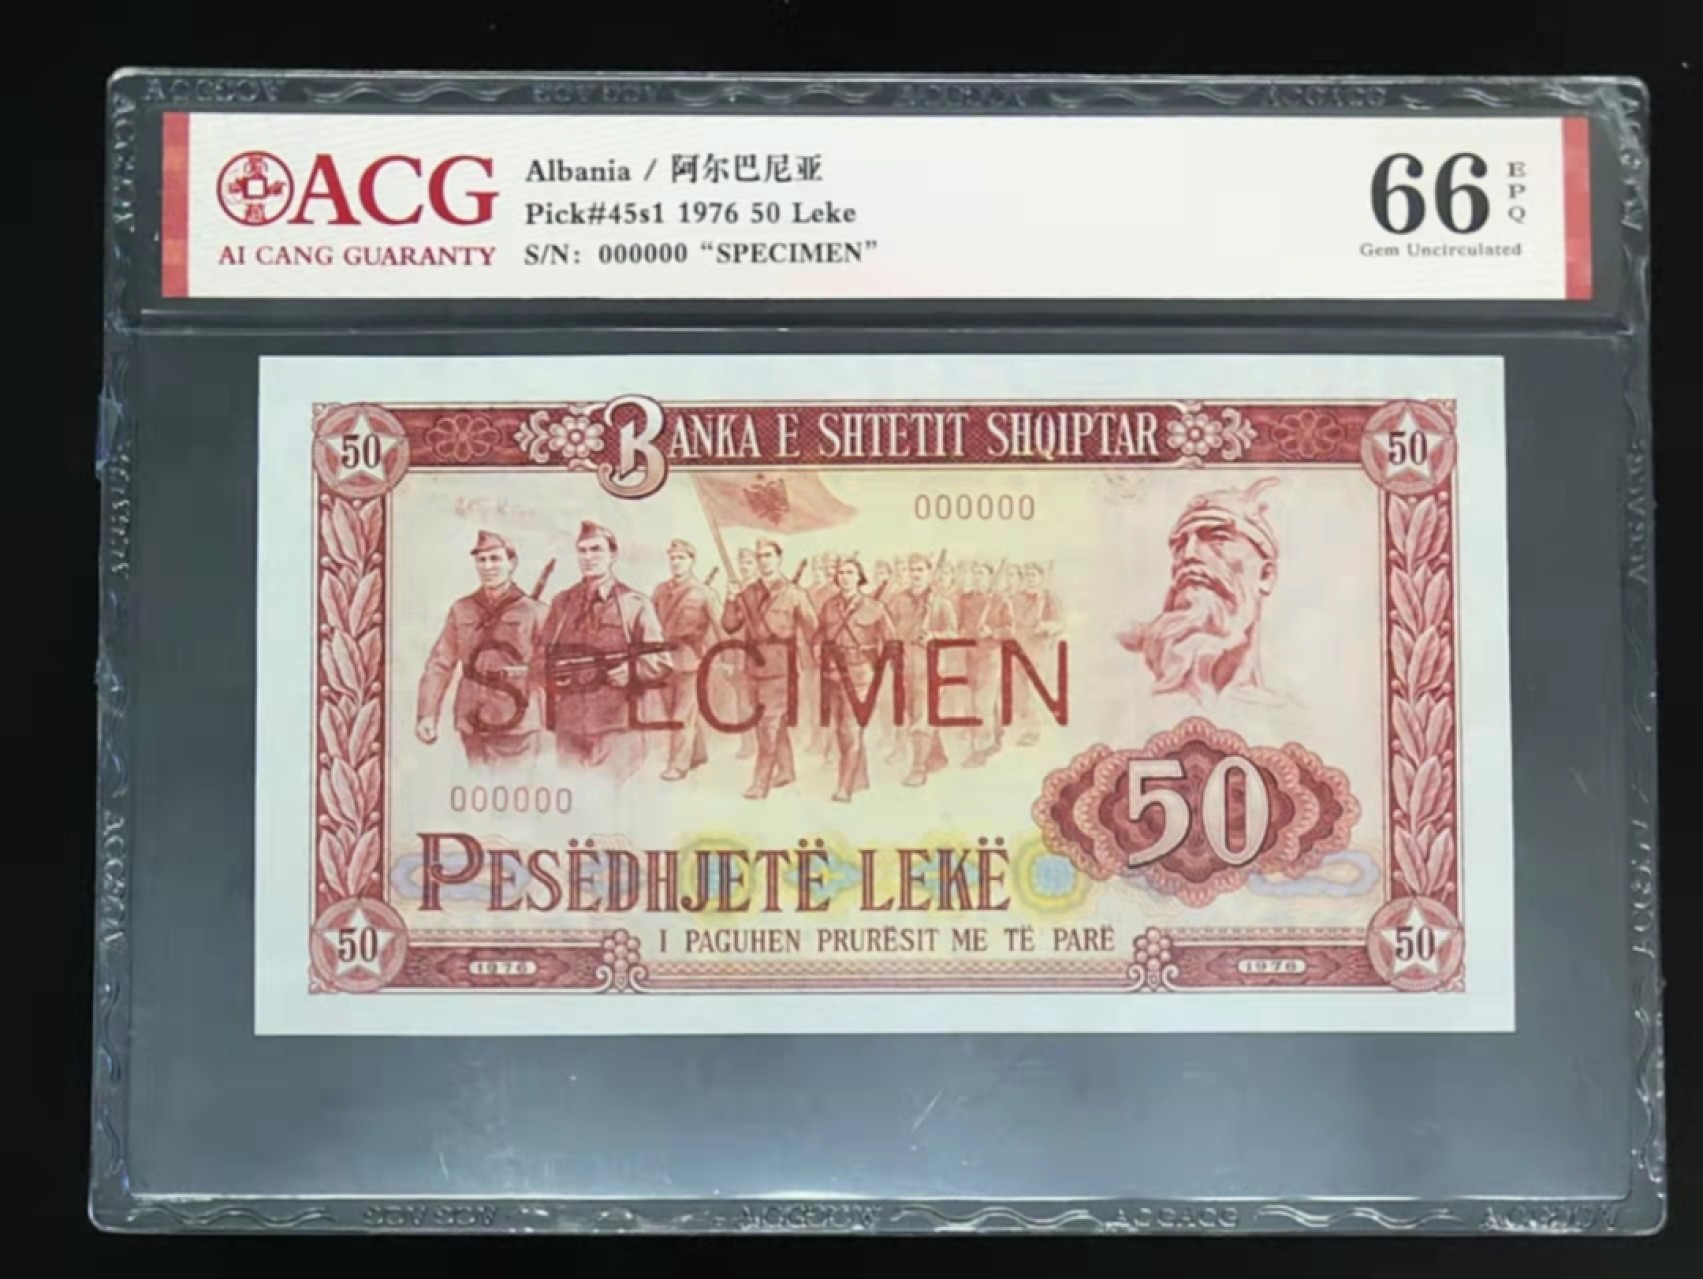 ACG
AI CANG GUARANTY
Albania / 阿尔巴尼亚
Pick#45s1 1976 50 Leke
S/N: 000000 “SPECIMEN”
66 EPQ
Gem Uncirculated
50
BANKA E SHTETIT SHQIPTAR
50
000000
SPECIMEN
000000
50
PESËDHJETË LEKË
50
I PAGUHEN PRURËSIT ME TË PARË
50
1976
1976